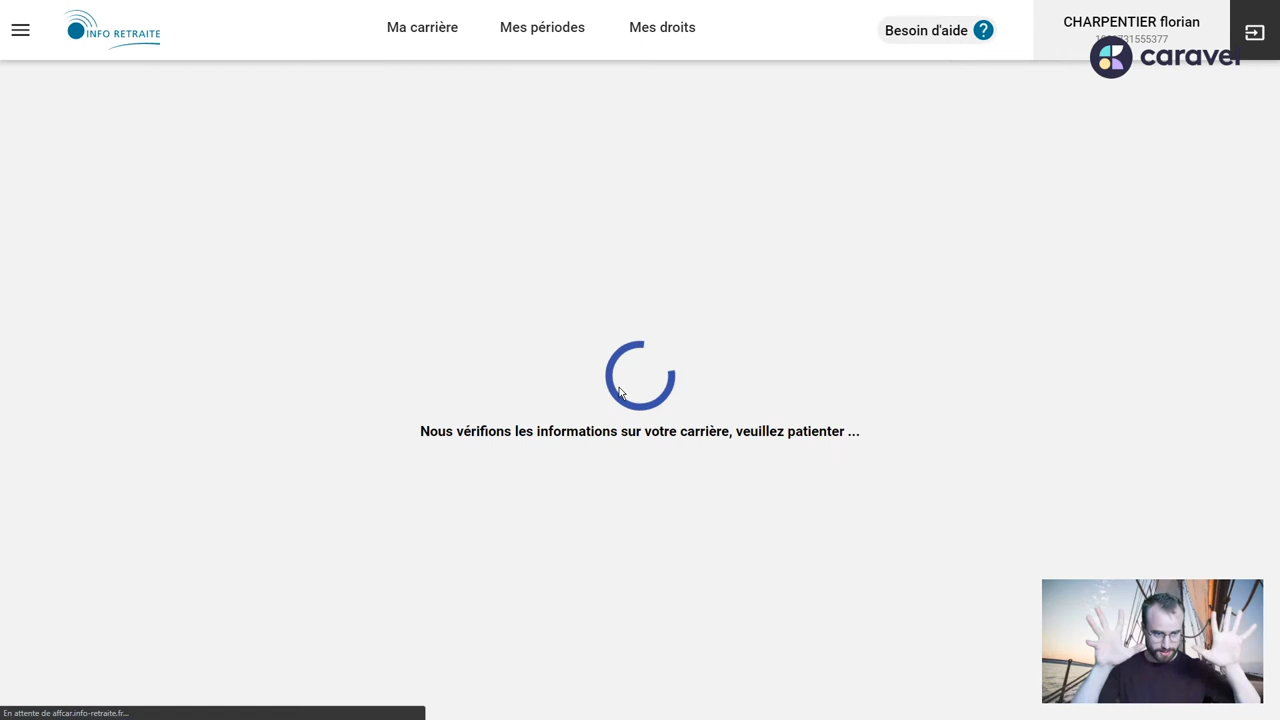 INFO RETRAITE
Ma carrière
Mes périodes
Mes droits
Besoin d'aide ?
CHARPENTIER florian
caravel
Nous vérifions les informations sur votre carrière, veuillez patienter ...
En attente de affcar.info-retraite.fr...